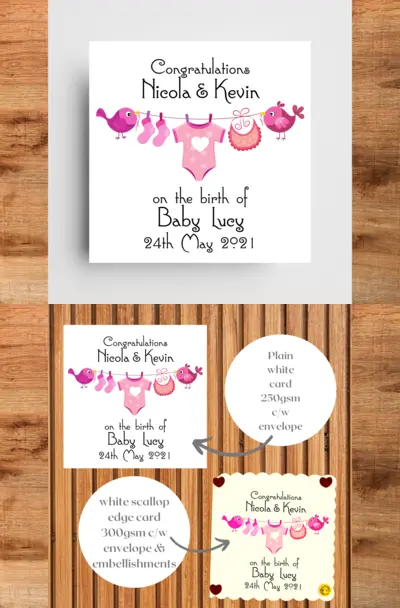 Congratulations
Nicola & Kevin
on the birth of
Baby Lucy
24th May 2021
Congratulations
Nicola & Kevin
on the birth of
Baby Lucy
24th May 2021
Plain
white
card
250gsm
c/w
envelope
white scallop
edge card
300gsm c/w
envelope &
embellishments
Congratulations
Nicola & Kevin
on the birth of
Baby Lucy
24th May 2021